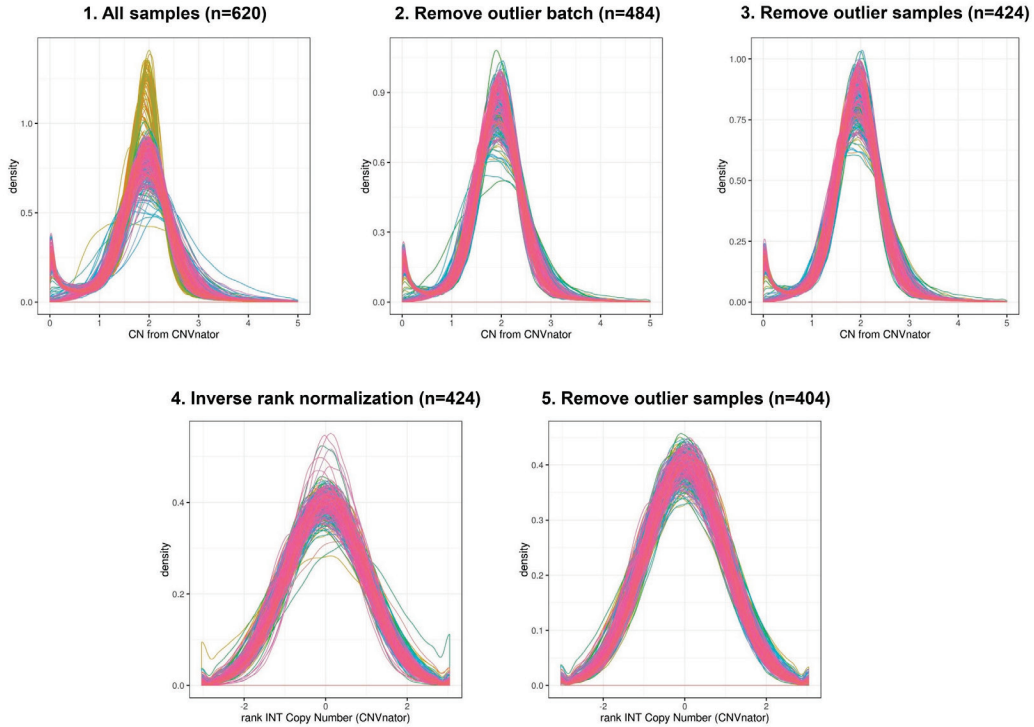 1. All samples (n=620)
2. Remove outlier batch (n=484)
3. Remove outlier samples (n=424)
density
1.0
0.5
0.0
0 1 2 3 4 5
CN from CNVnator
density
0.9
0.6
0.3
0.0
0 1 2 3 4 5
CN from CNVnator
density
1.00
0.75
0.50
0.25
0.00
0 1 2 3 4 5
CN from CNVnator
4. Inverse rank normalization (n=424)
5. Remove outlier samples (n=404)
density
0.4
0.2
0.0
-2 0 2
rank INT Copy Number (CNVnator)
density
0.4
0.3
0.2
0.1
0.0
-2 0 2
rank INT Copy Number (CNVnator)